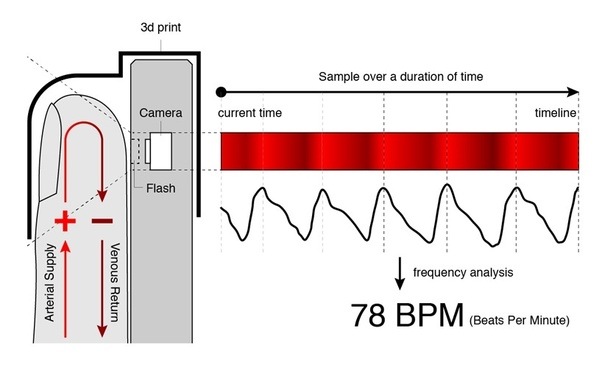 3d print
Camera
Flash
+
−
Arterial Supply
Venous Return
Sample over a duration of time
current time
timeline
frequency analysis
78 BPM (Beats Per Minute)